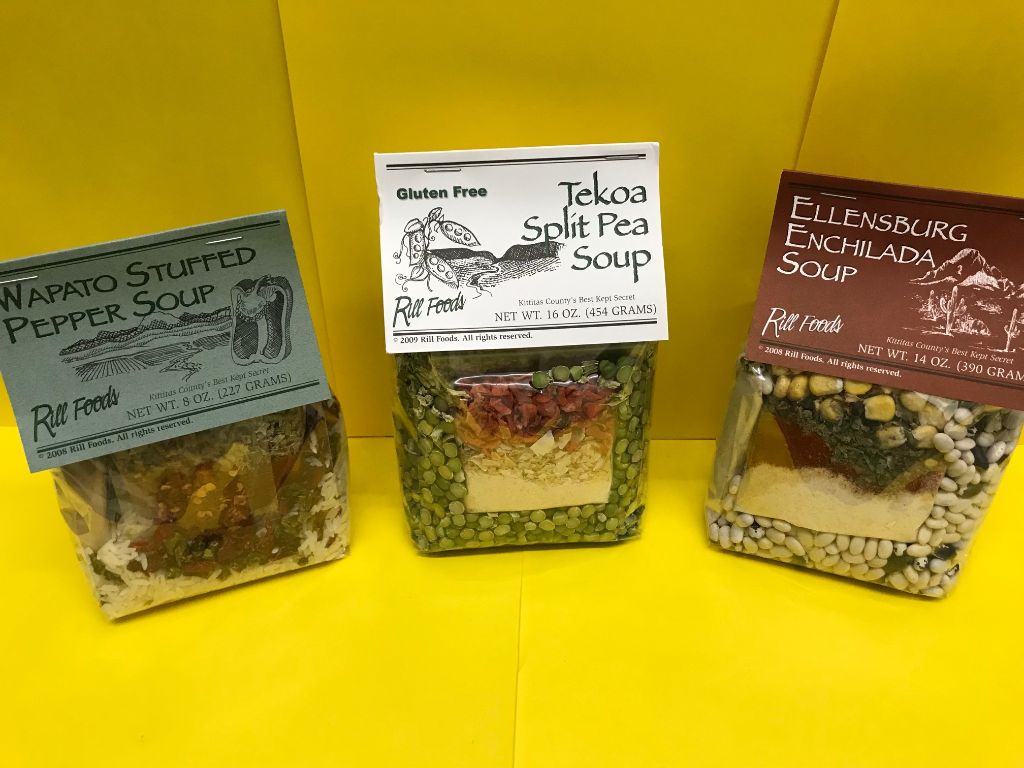 Wapato Stuffed
Pepper Soup
Rill Foods
Kittitas County's Best Kept Secret
NET WT. 8 OZ. (227 GRAMS)
© 2008 Rill Foods. All rights reserved.
Gluten Free
Tekoa
Split Pea
Soup
Rill Foods
Kittitas County's Best Kept Secret
NET WT. 16 OZ. (454 GRAMS)
© 2009 Rill Foods. All rights reserved.
Ellensburg
Enchilada
Soup
Rill Foods
Kittitas County's Best Kept Secret
NET WT. 14 OZ. (390 GRAM
© 2008 Rill Foods. All rights reserved.